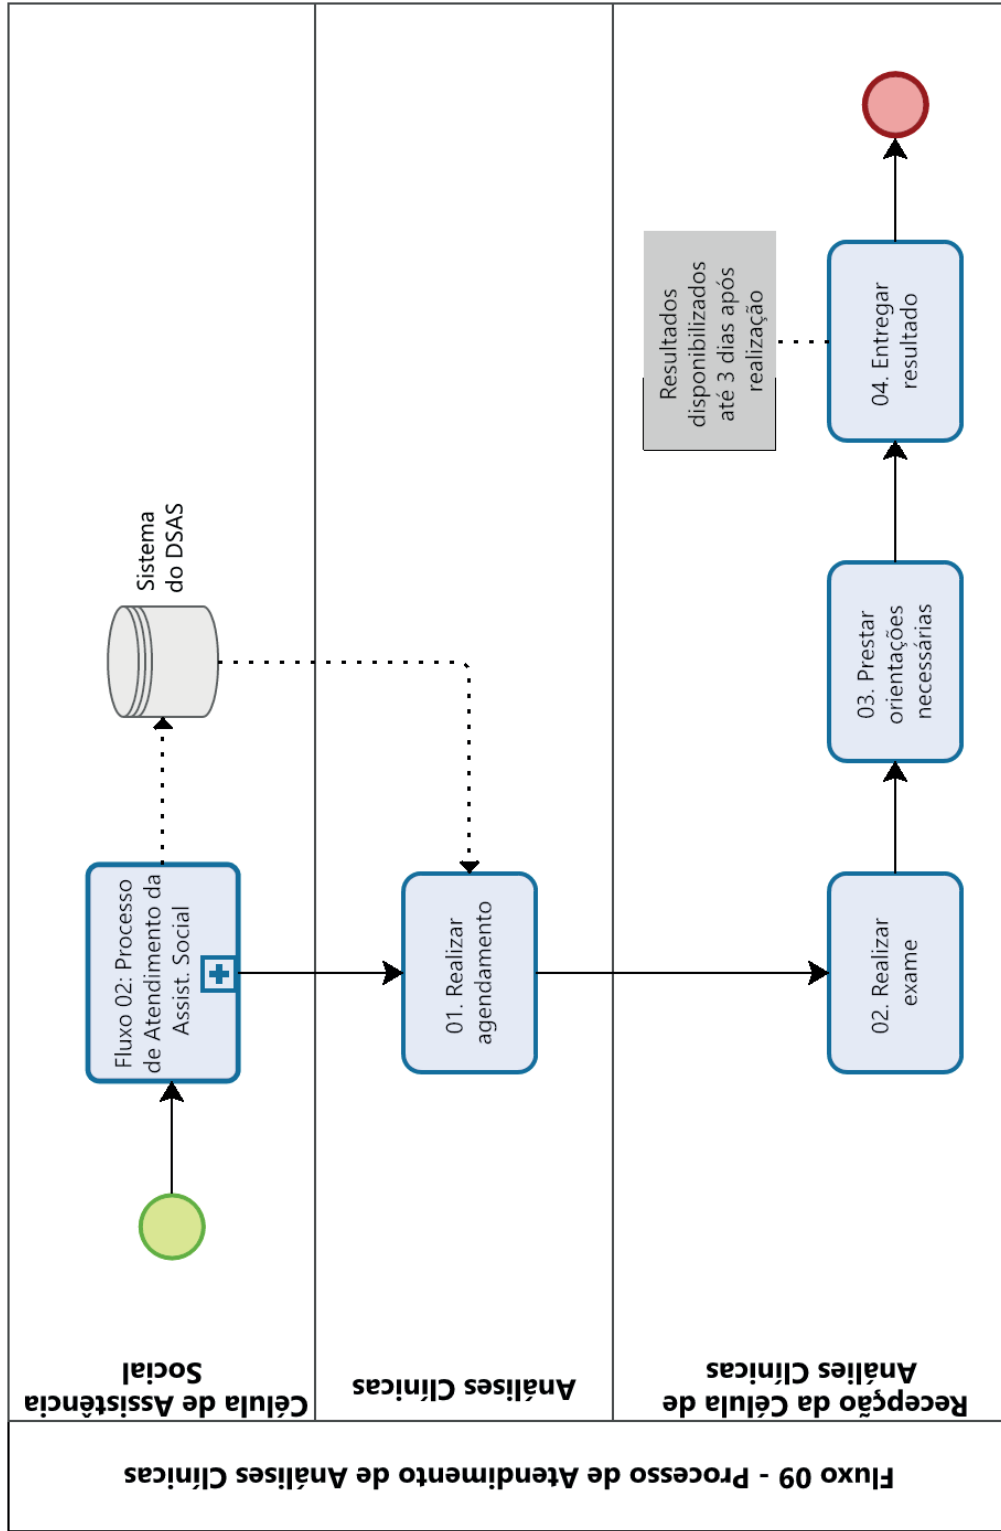 Fluxo 09 - Processo de Atendimento de Análises Clínicas
Célula de Assistência
Social
Fluxo 02: Processo
de Atendimento da
Assist. Social
Sistema
do DSAS
Análises Clínicas
01. Realizar
agendamento
Recepção da Célula de
Análies Clínicas
02. Realizar
exame
03. Prestar
orientações
necessárias
04. Entregar
resultado
Resultados
disponibilizados
até 3 dias após
realização